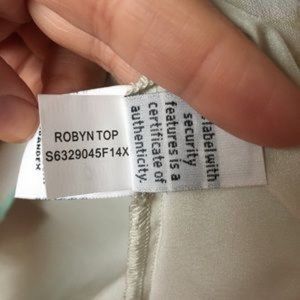 ROBYN TOP
S6329045F14X
label with
security
features is a
certificate of
authenticity.